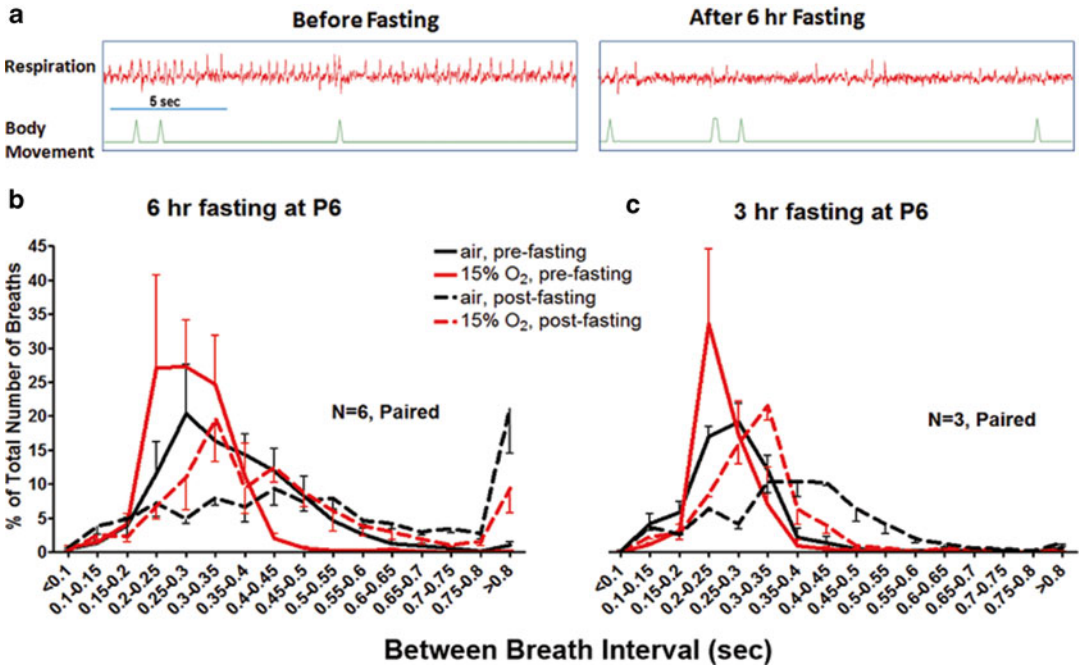 a
Before Fasting
After 6 hr Fasting
Respiration
5 sec
Body
Movement
b
6 hr fasting at P6
c
3 hr fasting at P6
air, pre-fasting
15% O₂, pre-fasting
air, post-fasting
15% O₂, post-fasting
N=6, Paired
N=3, Paired
% of Total Number of Breaths
45
40
35
30
25
20
15
10
5
0
<0.1
0.1-0.15
0.15-0.2
0.2-0.25
0.25-0.3
0.3-0.35
0.35-0.4
0.4-0.45
0.45-0.5
0.5-0.55
0.55-0.6
0.6-0.65
0.65-0.7
0.7-0.75
0.75-0.8
>0.8
<0.1
0.1-0.15
0.15-0.2
0.2-0.25
0.25-0.3
0.3-0.35
0.35-0.4
0.4-0.45
0.45-0.5
0.5-0.55
0.55-0.6
0.6-0.65
0.65-0.7
0.7-0.75
0.75-0.8
>0.8
Between Breath Interval (sec)